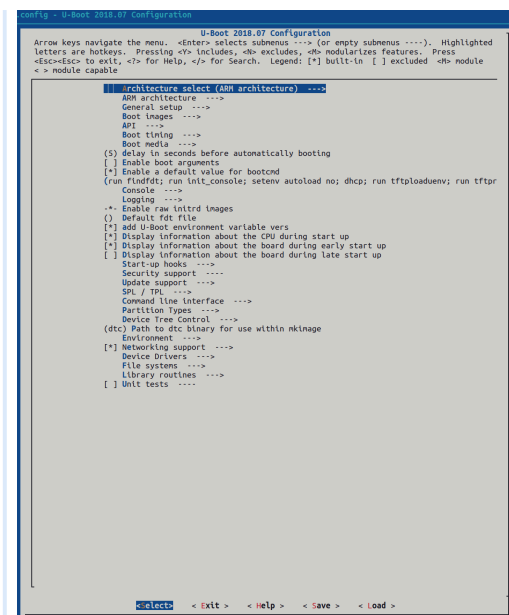 .config - U-Boot 2018.07 Configuration
U-Boot 2018.07 Configuration
Arrow keys navigate the menu.  <Enter> selects submenus ---> (or empty submenus ----).  Highlighted
letters are hotkeys.  Pressing <Y> includes, <N> excludes, <M> modularizes features.  Press
<Esc><Esc> to exit, <?> for Help, </> for Search.  Legend: [*] built-in  [ ] excluded  <M> module
< > module capable
Architecture select (ARM architecture)  --->
ARM architecture  --->
General setup  --->
Boot images  --->
API  --->
Boot timing  --->
Boot media  --->
(5) delay in seconds before automatically booting
[ ] Enable boot arguments
[*] Enable a default value for bootcmd
(run findfdt; run init_console; setenv autoload no; dhcp; run tftploaduenv; run tftpr
Console  --->
Logging  --->
-*- Enable raw initrd images
()  Default fdt file
[*] add U-Boot environment variable vers
[*] Display information about the CPU during start up
[*] Display information about the board during early start up
[ ] Display information about the board during late start up
Start-up hooks  --->
Security support  ----
Update support  --->
SPL / TPL  --->
Command line interface  --->
Partition Types  --->
Device Tree Control  --->
(dtc) Path to dtc binary for use within mkimage
Environment  --->
[*] Networking support  --->
Device Drivers  --->
File systems  --->
Library routines  --->
[ ] Unit tests  ----
<Select>    < Exit >    < Help >    < Save >    < Load >